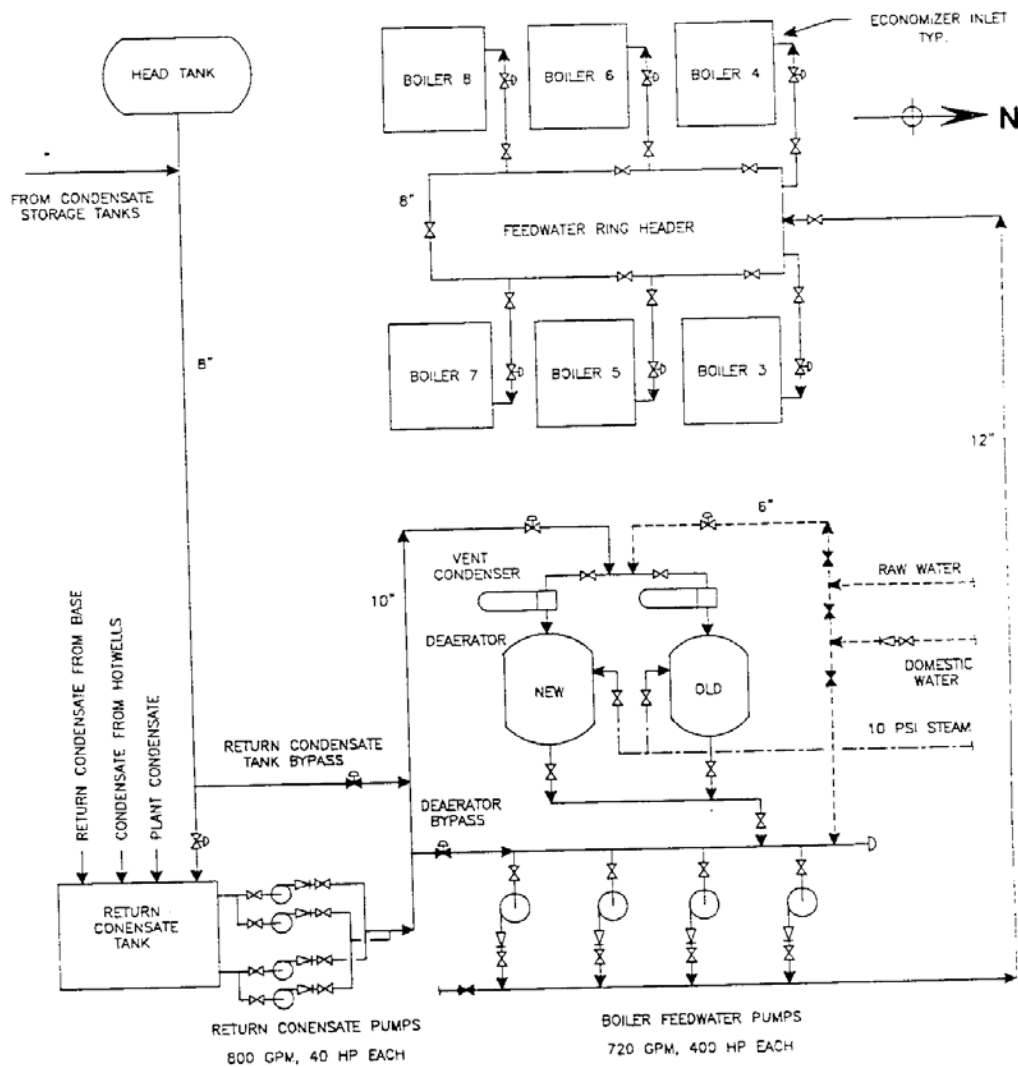 ECONOMIZER INLET
TYP.
HEAD TANK
BOILER 8
BOILER 6
BOILER 4
N
FROM CONDENSATE
STORAGE TANKS
8"
FEEDWATER RING HEADER
8"
BOILER 7
BOILER 5
BOILER 3
12"
6"
VENT
CONDENSER
RAW WATER
10"
DEAERATOR
DOMESTIC
WATER
NEW
OLD
10 PSI STEAM
RETURN CONDENSATE FROM BASE
CONDENSATE FROM HOTWELLS
PLANT CONDENSATE
RETURN CONDENSATE
TANK BYPASS
DEAERATOR
BYPASS
RETURN
CONENSATE
TANK
RETURN CONENSATE PUMPS
800 GPM, 40 HP EACH
BOILER FEEDWATER PUMPS
720 GPM, 400 HP EACH